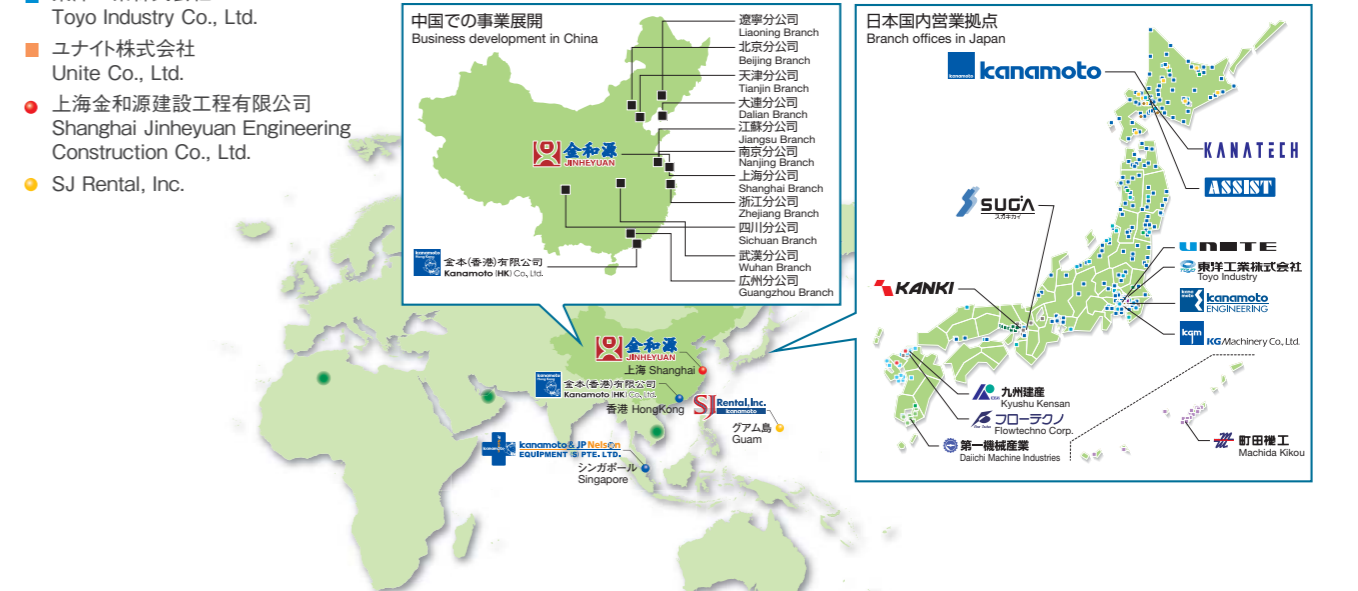 Toyo Industry Co., Ltd.
ユナイト株式会社
Unite Co., Ltd.
上海金和源建設工程有限公司
Shanghai Jinheyuan Engineering
Construction Co., Ltd.
SJ Rental, Inc.
中国での事業展開
Business development in China
遼寧分公司
Liaoning Branch
北京分公司
Beijing Branch
天津分公司
Tianjin Branch
大連分公司
Dalian Branch
江蘇分公司
Jiangsu Branch
南京分公司
Nanjing Branch
上海分公司
Shanghai Branch
浙江分公司
Zhejiang Branch
四川分公司
Sichuan Branch
武漢分公司
Wuhan Branch
広州分公司
Guangzhou Branch
金和源
JINHEYUAN
金本(香港)有限公司
Kanamoto (HK) Co., Ltd.
金和源
JINHEYUAN
上海 Shanghai
金本(香港)有限公司
Kanamoto (HK) Co., Ltd.
香港 HongKong
SJ Rental, Inc.
kanamoto
グアム島
Guam
kanamoto & JP Nelson
EQUIPMENT (S) PTE. LTD.
シンガポール
Singapore
日本国内営業拠点
Branch offices in Japan
kanamoto
kanamoto
KANATECH
ASSIST
SUGA
スガキカイ
UNITE
TOYO
東洋工業株式会社
Toyo Industry
kanamoto
ENGINEERING
kgm
KG Machinery Co., Ltd.
KANKI
九州建産
Kyushu Kensan
フローテクノ
Flowtechno Corp.
第一機械産業
Daiichi Machine Industries
町田機工
Machida Kikou